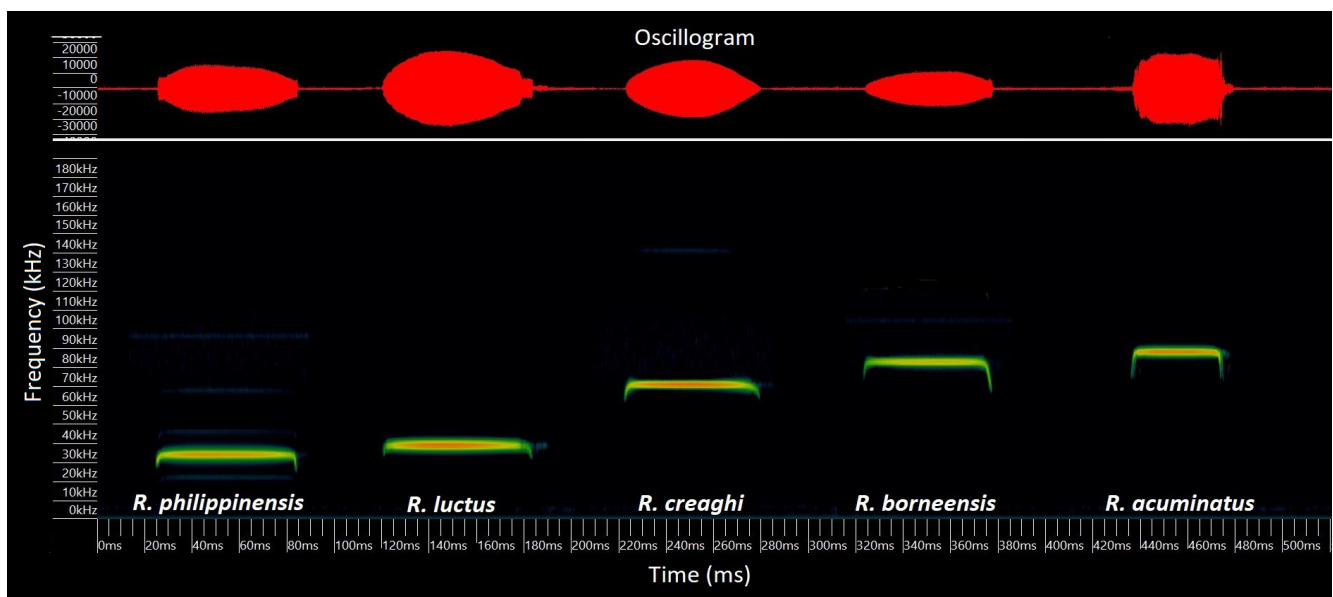 Oscillogram
20000
10000
0
-10000
-20000
-30000
180kHz
170kHz
160kHz
150kHz
140kHz
130kHz
120kHz
110kHz
100kHz
90kHz
80kHz
70kHz
60kHz
50kHz
40kHz
30kHz
20kHz
10kHz
0kHz
Frequency (kHz)
R. philippinensis R. luctus R. creaghi R. borneensis R. acuminatus
0ms 20ms 40ms 60ms 80ms 100ms 120ms 140ms 160ms 180ms 200ms 220ms 240ms 260ms 280ms 300ms 320ms 340ms 360ms 380ms 400ms 420ms 440ms 460ms 480ms 500ms
Time (ms)